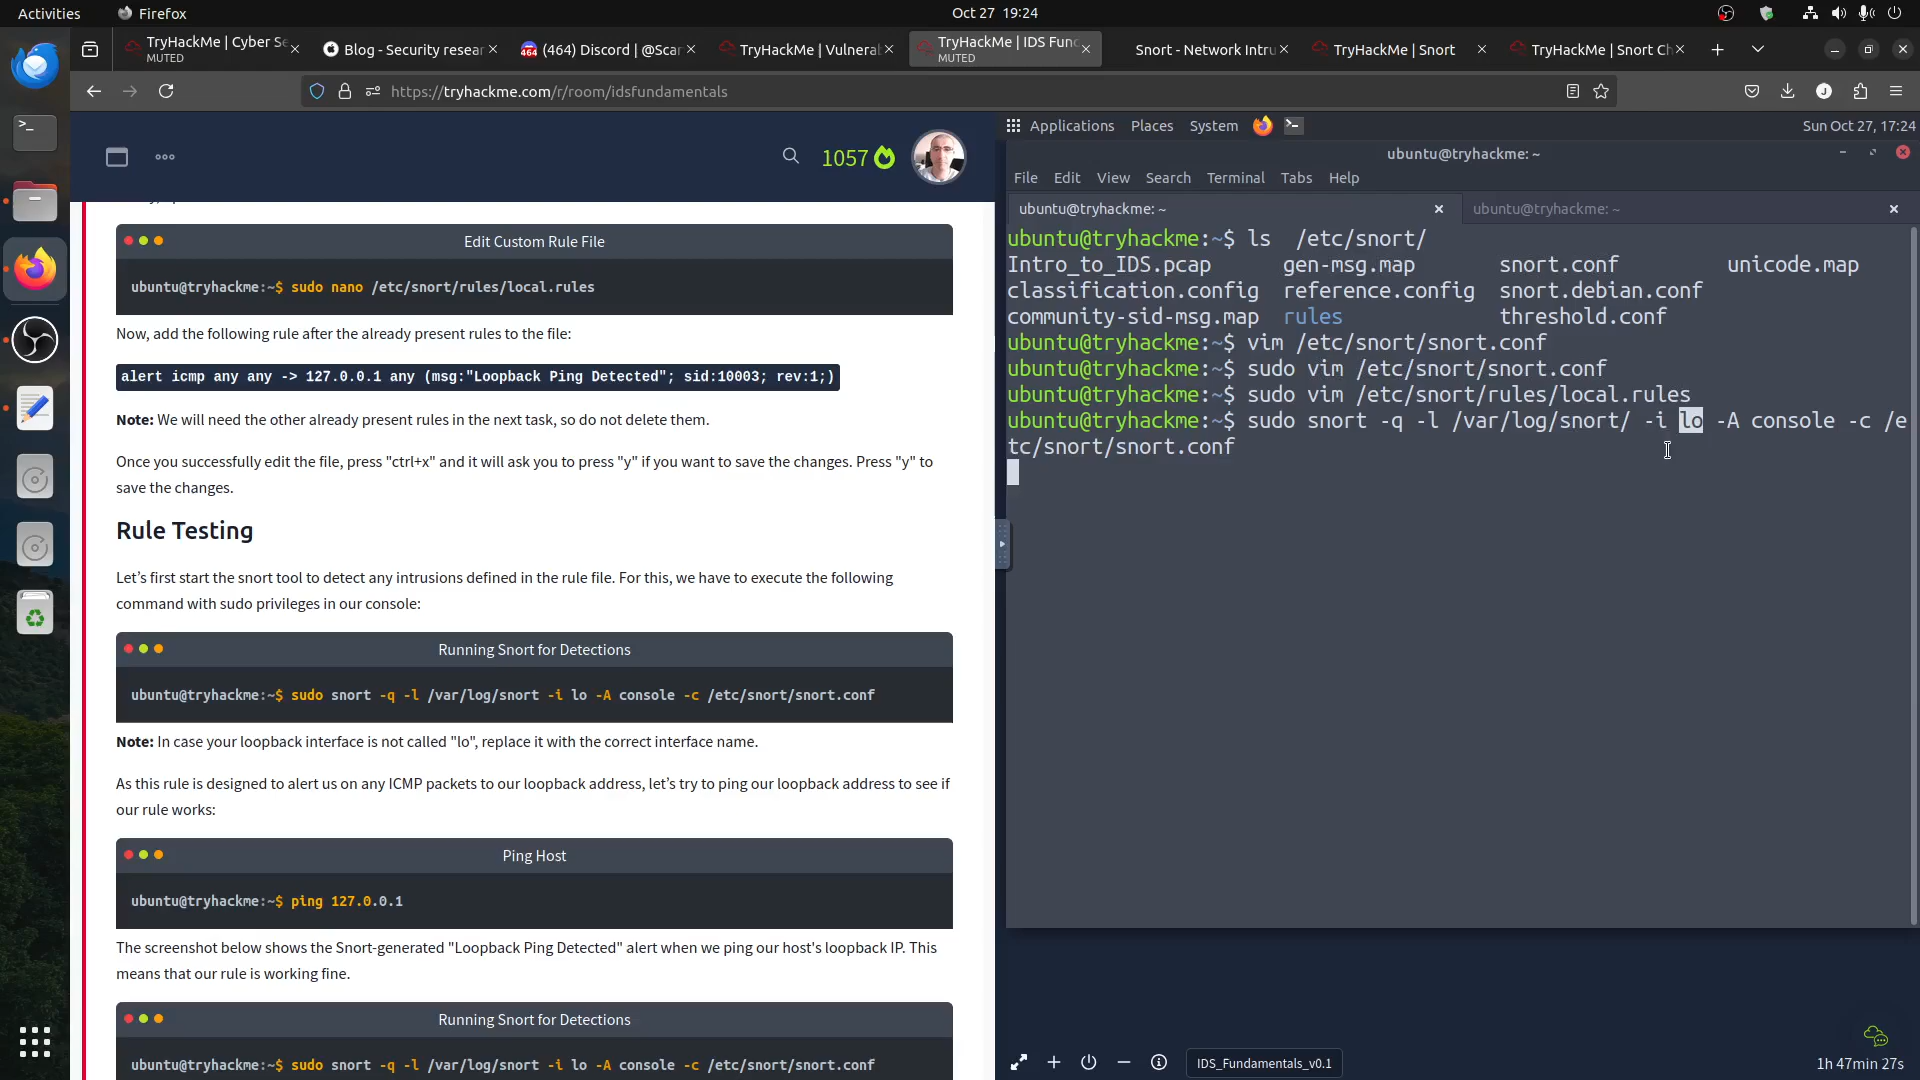 Activities
Firefox
Oct 27 19:24
TryHackMe | Cyber Se
MUTED
Blog - Security resear
(464) Discord | @Scar
TryHackMe | Vulneral
TryHackMe | IDS Func
MUTED
Snort - Network Intru
TryHackMe | Snort
TryHackMe | Snort Ch
https://tryhackme.com/r/room/idsfundamentals
1057
Edit Custom Rule File
ubuntu@tryhackme:~$ sudo nano /etc/snort/rules/local.rules
Now, add the following rule after the already present rules to the file:
alert icmp any any -> 127.0.0.1 any (msg:"Loopback Ping Detected"; sid:10003; rev:1;)
Note: We will need the other already present rules in the next task, so do not delete them.
Once you successfully edit the file, press "ctrl+x" and it will ask you to press "y" if you want to save the changes. Press "y" to
save the changes.
Rule Testing
Let's first start the snort tool to detect any intrusions defined in the rule file. For this, we have to execute the following
command with sudo privileges in our console:
Running Snort for Detections
ubuntu@tryhackme:~$ sudo snort -q -l /var/log/snort -i lo -A console -c /etc/snort/snort.conf
Note: In case your loopback interface is not called "lo", replace it with the correct interface name.
As this rule is designed to alert us on any ICMP packets to our loopback address, let's try to ping our loopback address to see if
our rule works:
Ping Host
ubuntu@tryhackme:~$ ping 127.0.0.1
The screenshot below shows the Snort-generated "Loopback Ping Detected" alert when we ping our host's loopback IP. This
means that our rule is working fine.
Running Snort for Detections
ubuntu@tryhackme:~$ sudo snort -q -l /var/log/snort -i lo -A console -c /etc/snort/snort.conf
Applications Places System
Sun Oct 27, 17:24
ubuntu@tryhackme: ~
File Edit View Search Terminal Tabs Help
ubuntu@tryhackme: ~
ubuntu@tryhackme: ~
ubuntu@tryhackme:~$ ls  /etc/snort/
Intro_to_IDS.pcap gen-msg.map snort.conf unicode.map
classification.config reference.config snort.debian.conf
community-sid-msg.map rules threshold.conf
ubuntu@tryhackme:~$ vim /etc/snort/snort.conf
ubuntu@tryhackme:~$ sudo vim /etc/snort/snort.conf
ubuntu@tryhackme:~$ sudo vim /etc/snort/rules/local.rules
ubuntu@tryhackme:~$ sudo snort -q -l /var/log/snort/ -i lo -A console -c /e
tc/snort/snort.conf
IDS_Fundamentals_v0.1
1h 47min 27s